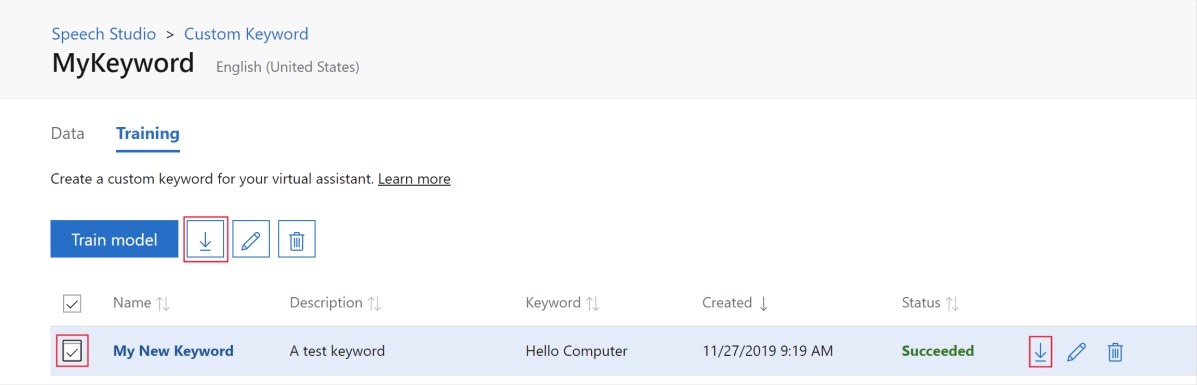 Speech Studio > Custom Keyword
MyKeyword English (United States)
Data Training
Create a custom keyword for your virtual assistant. Learn more
Train model
Name Description Keyword Created Status
My New Keyword A test keyword Hello Computer 11/27/2019 9:19 AM Succeeded